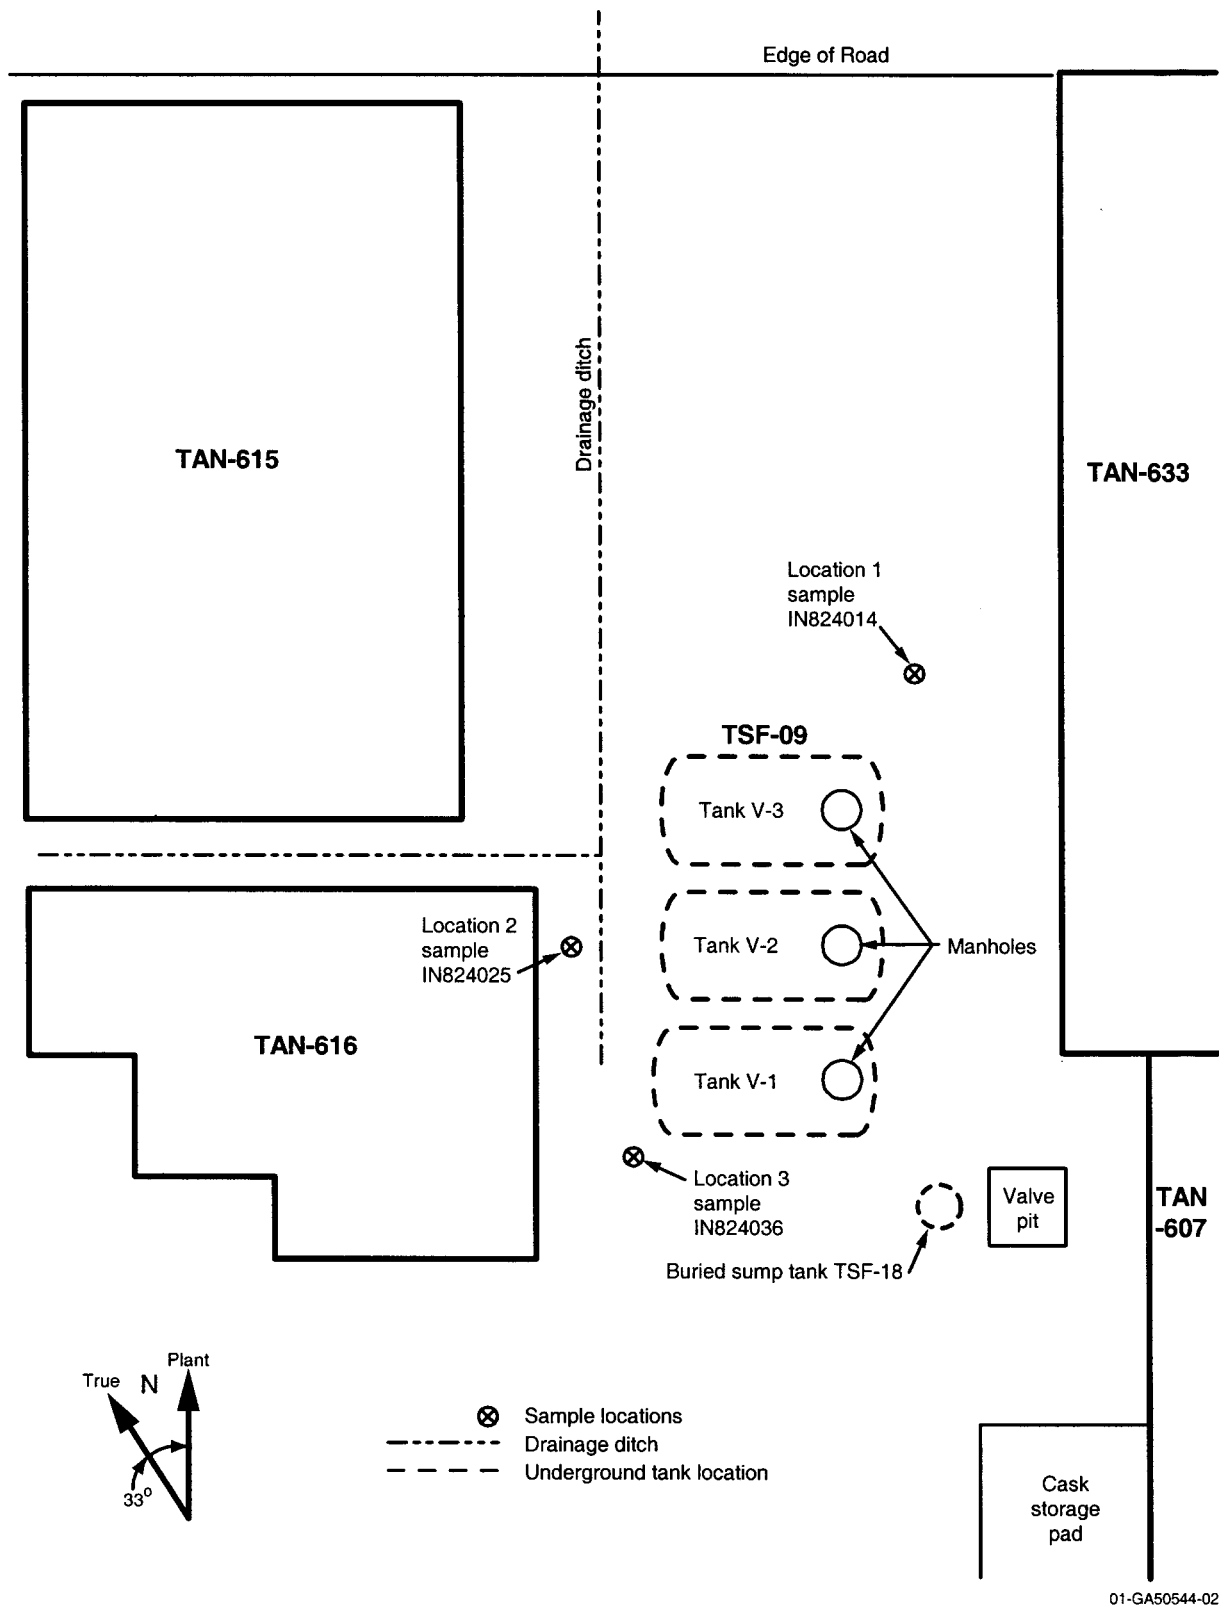 Edge of Road
Drainage ditch
TAN-615
TAN-633
Location 1
sample
IN824014
TSF-09
Tank V-3
Location 2
sample
IN824025
Tank V-2
Manholes
TAN-616
Tank V-1
Location 3
sample
IN824036
Valve
pit
TAN
-607
Buried sump tank TSF-18
Plant
True N
33°
Sample locations
Drainage ditch
Underground tank location
Cask
storage
pad
01-GA50544-02